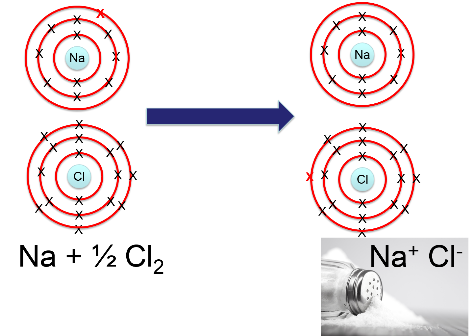 Na
Na
Cl
Cl
Na + ½ Cl₂
Na⁺ Cl⁻